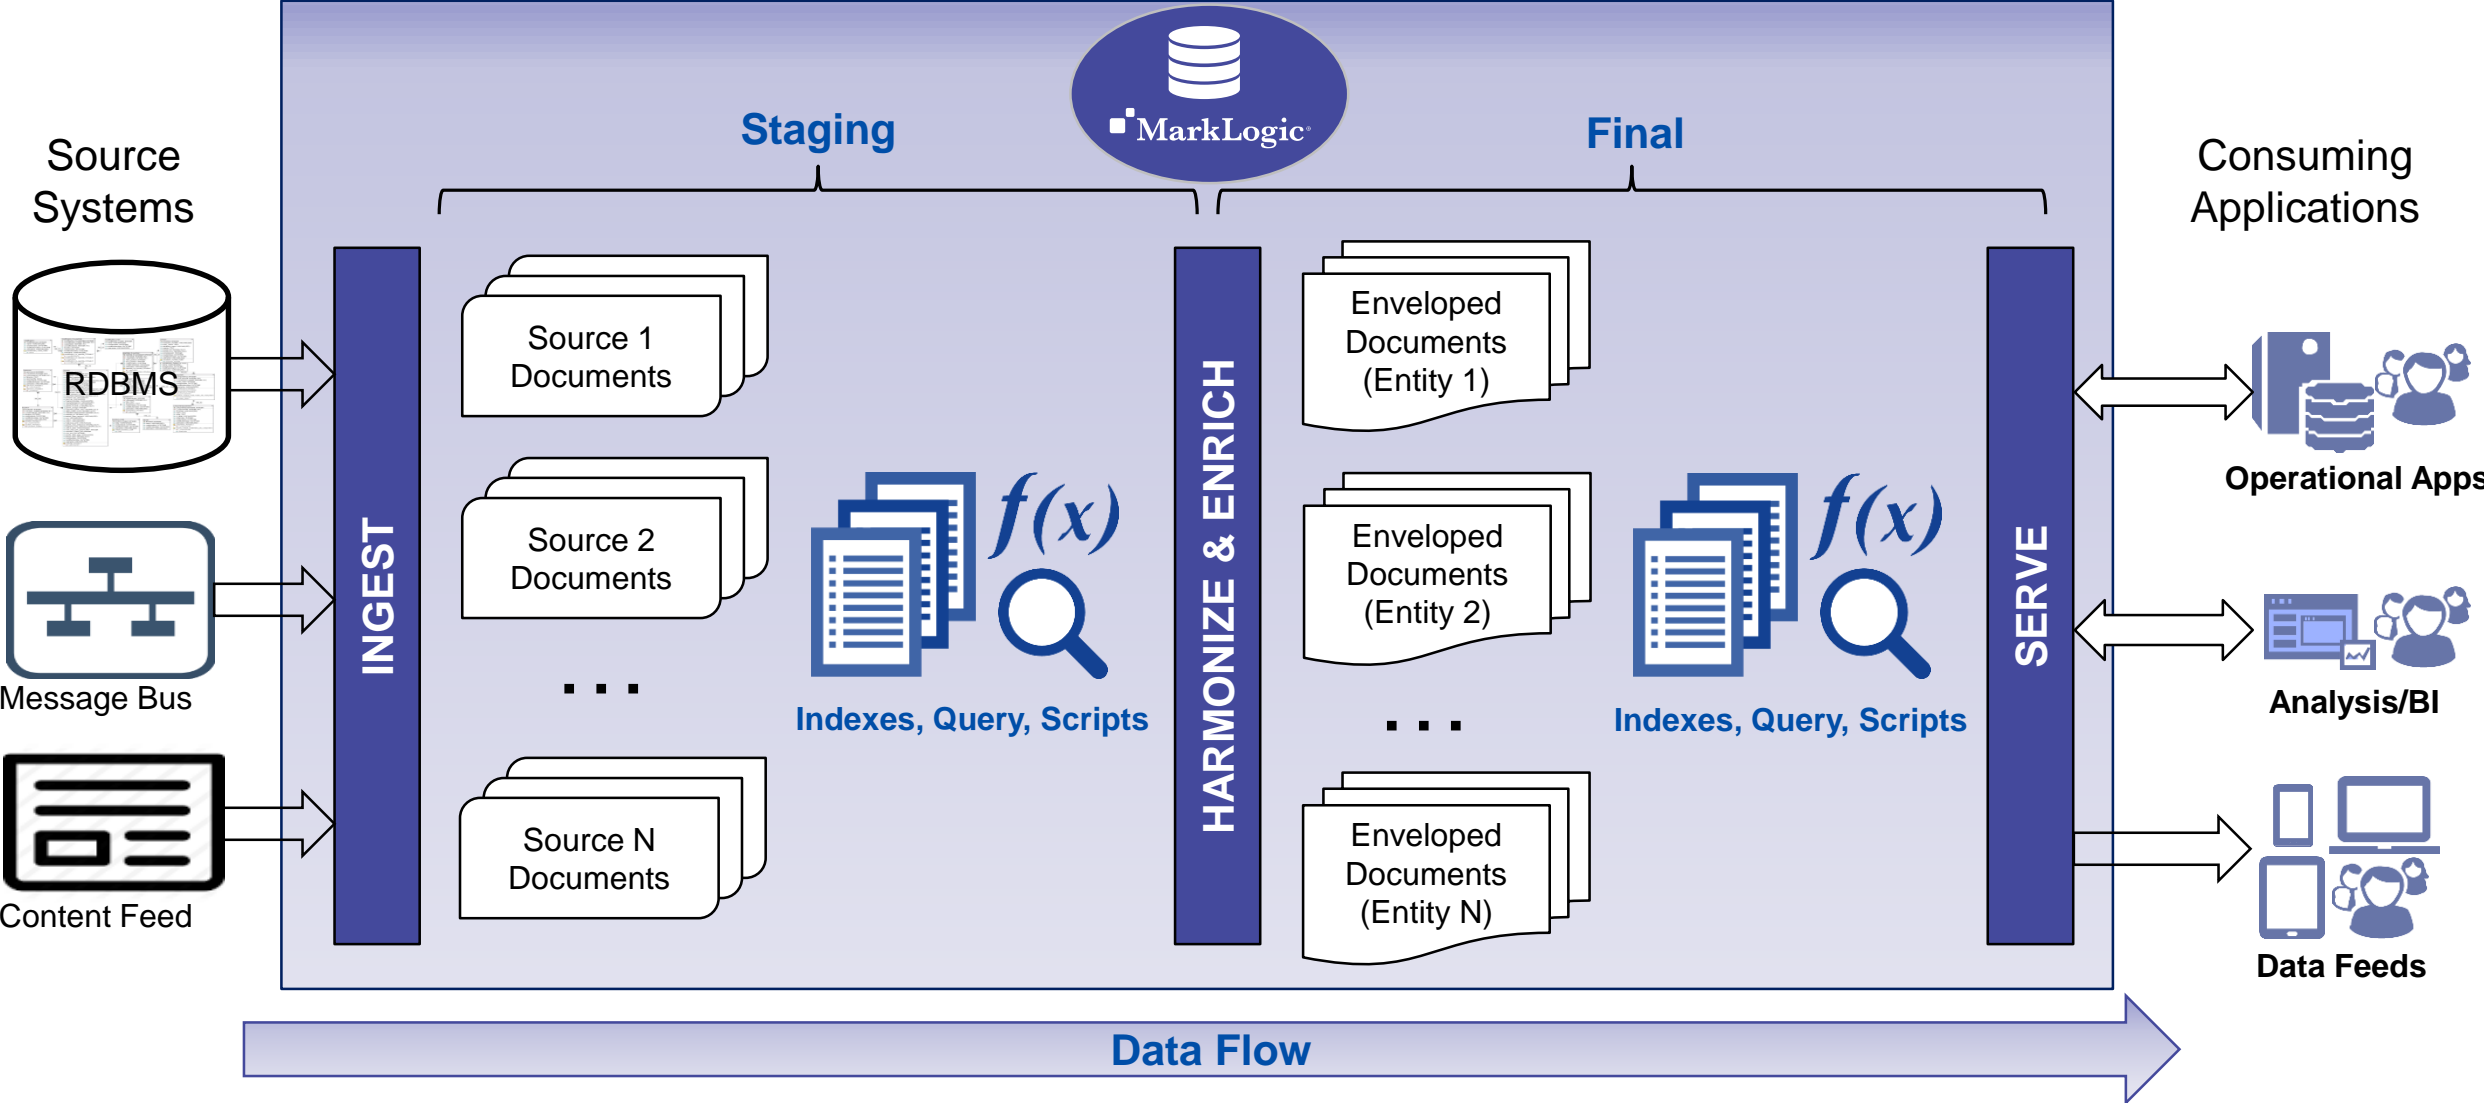 MarkLogic
Staging
Final
Source
Systems
Consuming
Applications
RDBMS
Message Bus
Content Feed
INGEST
Source 1
Documents
Source 2
Documents
...
Source N
Documents
Indexes, Query, Scripts
f(x)
HARMONIZE & ENRICH
Enveloped
Documents
(Entity 1)
Enveloped
Documents
(Entity 2)
...
Enveloped
Documents
(Entity N)
Indexes, Query, Scripts
f(x)
SERVE
Operational Apps
Analysis/BI
Data Feeds
Data Flow